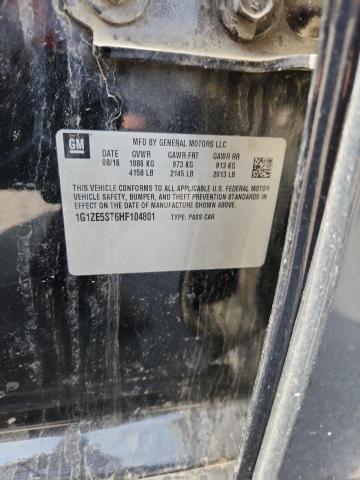 GM
MFD BY GENERAL MOTORS LLC
DATE GVWR GAWR FRT GAWR RR
08/16 1886 KG 973 KG 913 KG
4158 LB 2145 LB 2013 LB
THIS VEHICLE CONFORMS TO ALL APPLICABLE U.S. FEDERAL MOTOR
VEHICLE SAFETY, BUMPER, AND THEFT PREVENTION STANDARDS
IN EFFECT ON THE DATE OF MANUFACTURE SHOWN ABOVE.
1G1ZE5ST6HF104801 TYPE: PASS CAR